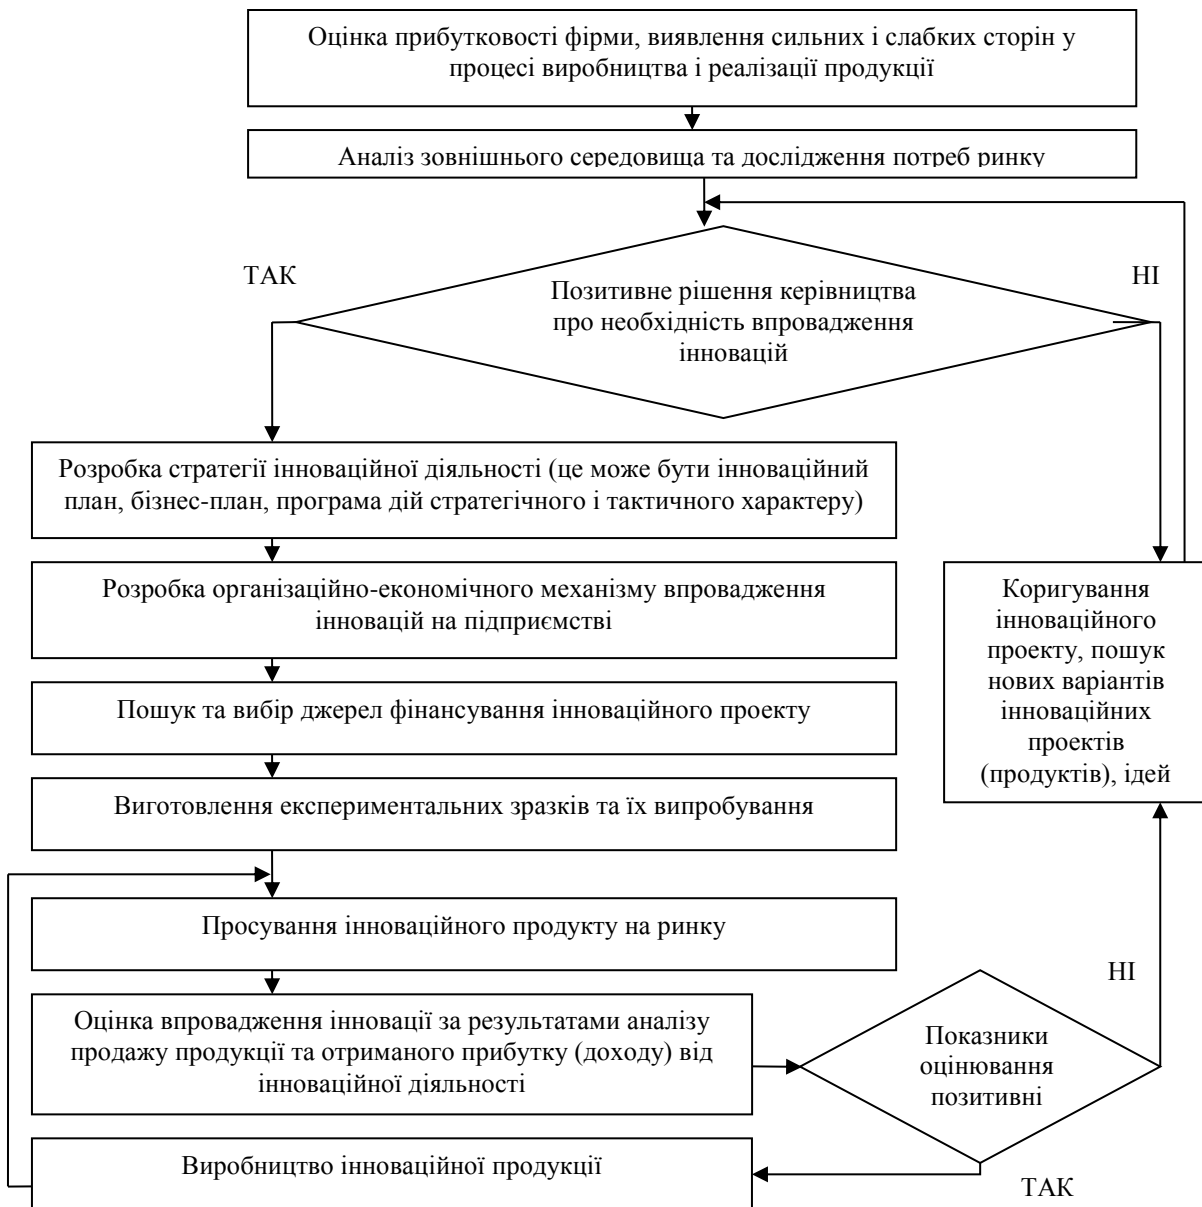 Оцінка прибутковості фірми, виявлення сильних і слабких сторін у
процесі виробництва і реалізації продукції
Аналіз зовнішнього середовища та дослідження потреб ринку
ТАК
НІ
Позитивне рішення керівництва
про необхідність впровадження
інновацій
Розробка стратегії інноваційної діяльності (це може бути інноваційний
план, бізнес-план, програма дій стратегічного і тактичного характеру)
Розробка організаційно-економічного механізму впровадження
інновацій на підприємстві
Коригування
інноваційного
проекту, пошук
нових варіантів
інноваційних
проектів
(продуктів), ідей
Пошук та вибір джерел фінансування інноваційного проекту
Виготовлення експериментальних зразків та їх випробування
Просування інноваційного продукту на ринку
НІ
Оцінка впровадження інновації за результатами аналізу
продажу продукції та отриманого прибутку (доходу) від
інноваційної діяльності
Показники
оцінювання
позитивні
Виробництво інноваційної продукції
ТАК